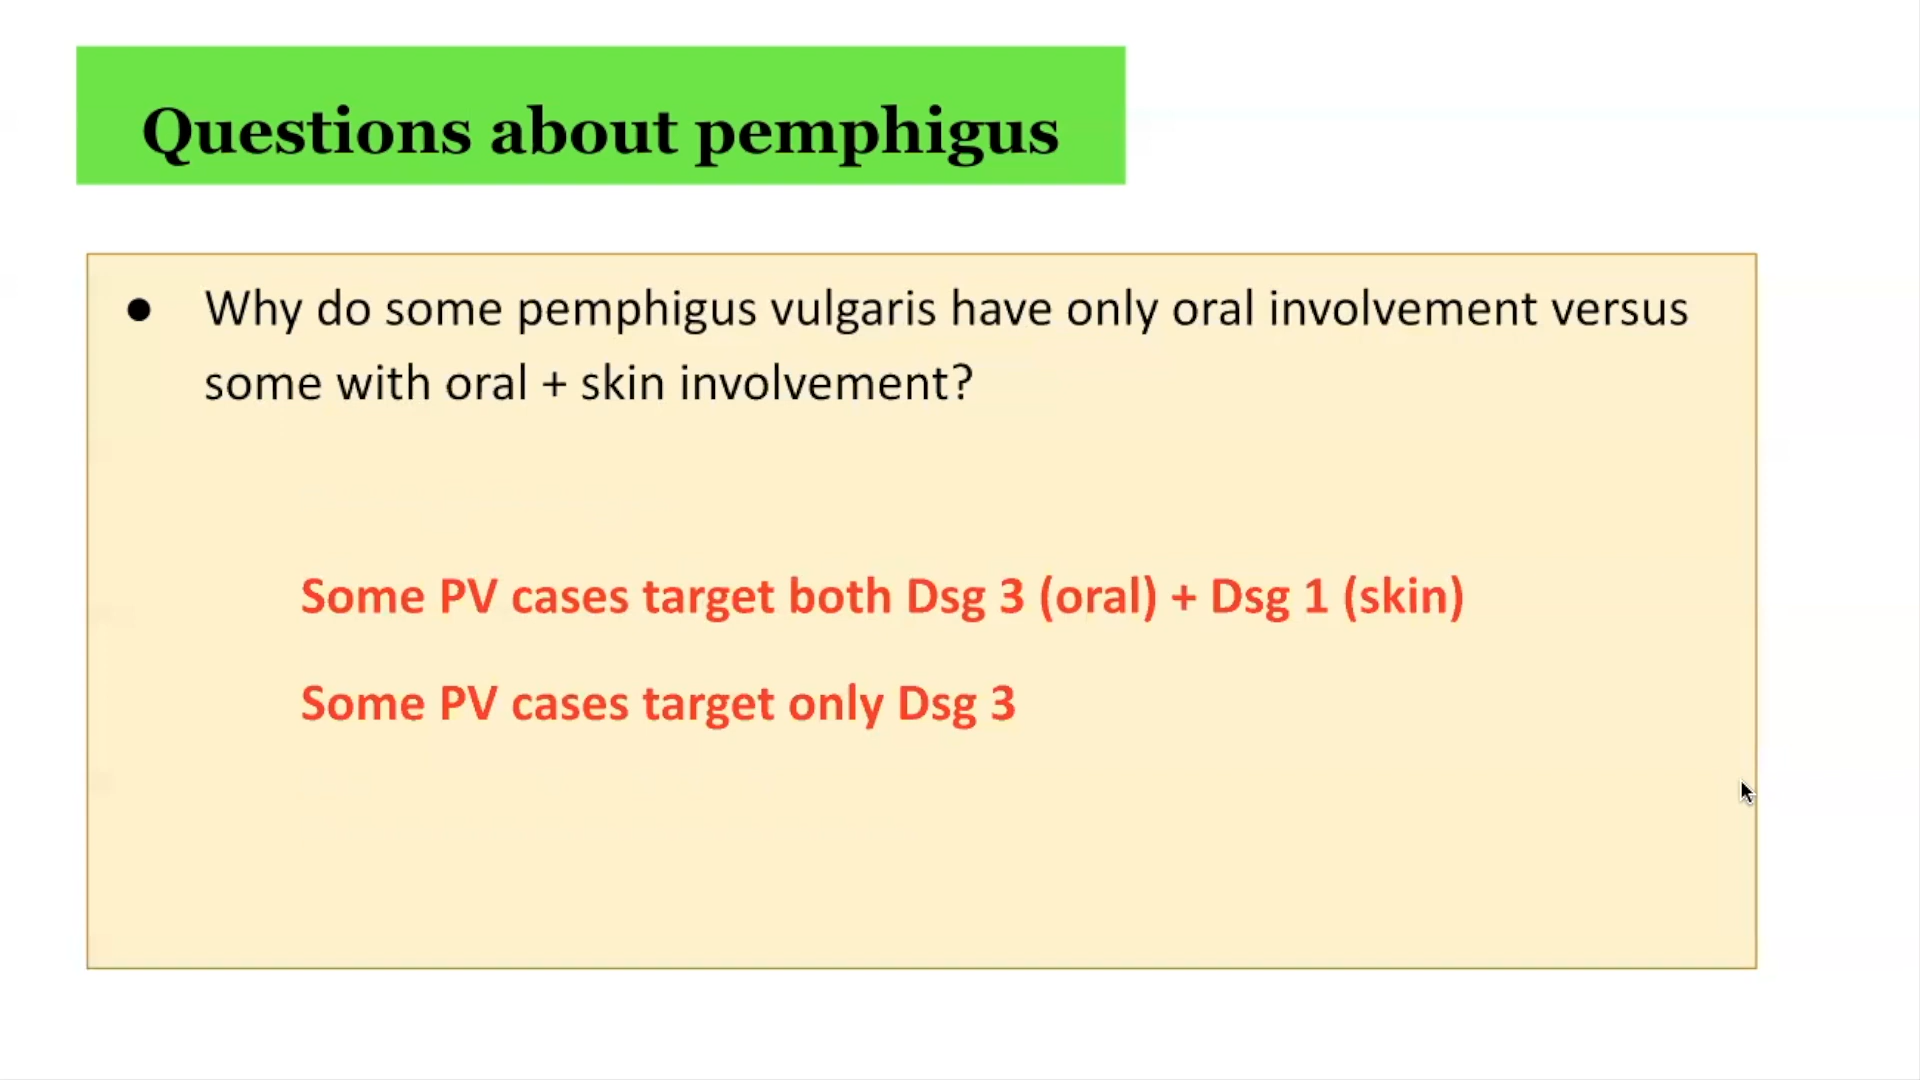 Questions about pemphigus
● Why do some pemphigus vulgaris have only oral involvement versus
some with oral + skin involvement?
Some PV cases target both Dsg 3 (oral) + Dsg 1 (skin)
Some PV cases target only Dsg 3